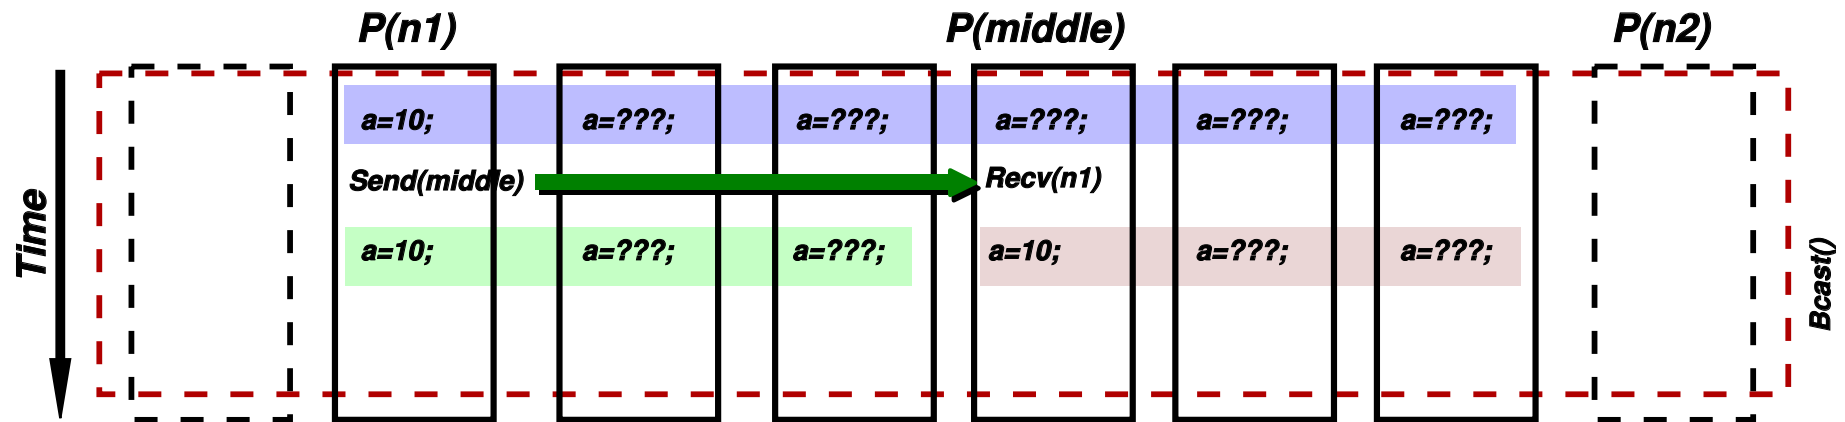 P(n1) P(middle) P(n2)
a=10; a=???; a=???; a=???; a=???; a=???;
Send(middle) Recv(n1)
a=10; a=???; a=???; a=10; a=???; a=???;
Time
Bcast()